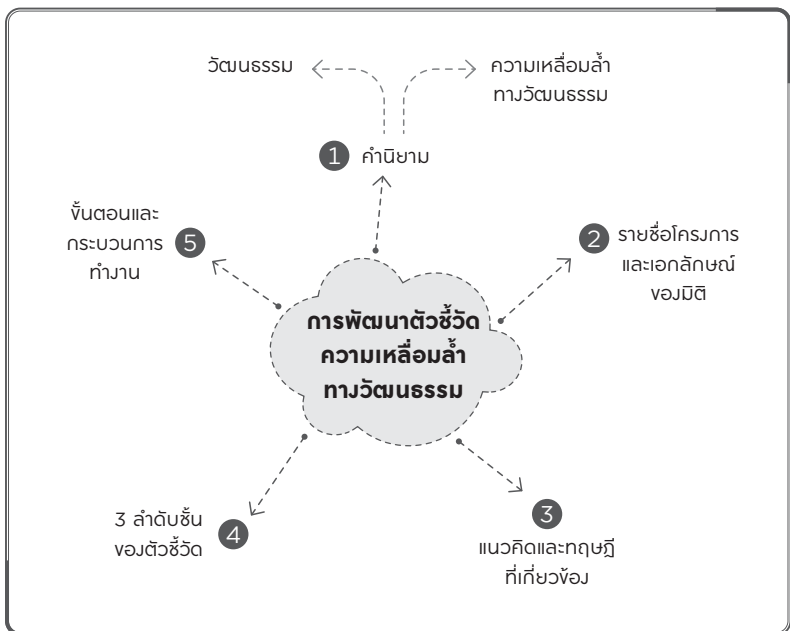 วัฒนธรรม
ความเหลื่อมล้ำ
ทางวัฒนธรรม
1 คำนิยาม
2 รายชื่อโครงการ
และเอกลักษณ์
ของมิติ
3
แนวคิดและทฤษฎี
ที่เกี่ยวข้อง
3 ลำดับชั้น
ของตัวชี้วัด 4
ขั้นตอนและ
กระบวนการ 5
ทำงาน
การพัฒนาตัวชี้วัด
ความเหลื่อมล้ำ
ทางวัฒนธรรม